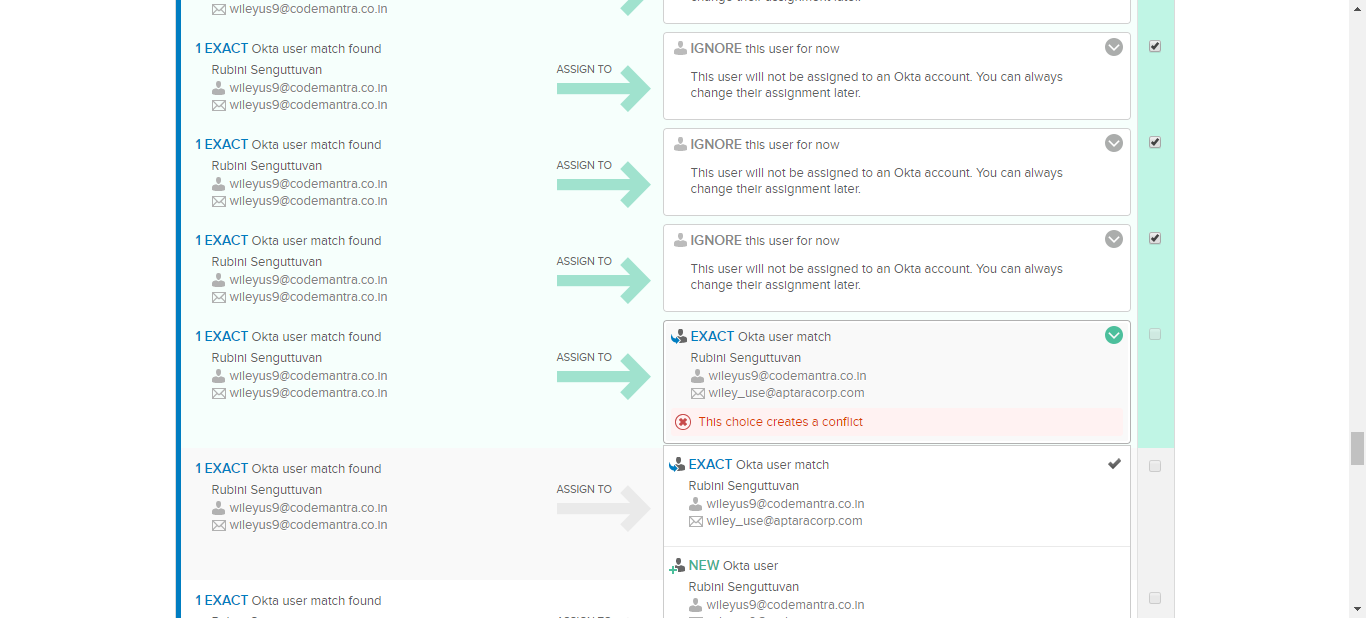 wileyus9@codemantra.co.in
change their assignment later.
1 EXACT Okta user match found
Rubini Senguttuvan
wileyus9@codemantra.co.in
wileyus9@codemantra.co.in
ASSIGN TO
IGNORE this user for now
This user will not be assigned to an Okta account. You can always
change their assignment later.
1 EXACT Okta user match found
Rubini Senguttuvan
wileyus9@codemantra.co.in
wileyus9@codemantra.co.in
ASSIGN TO
IGNORE this user for now
This user will not be assigned to an Okta account. You can always
change their assignment later.
1 EXACT Okta user match found
Rubini Senguttuvan
wileyus9@codemantra.co.in
wileyus9@codemantra.co.in
ASSIGN TO
IGNORE this user for now
This user will not be assigned to an Okta account. You can always
change their assignment later.
1 EXACT Okta user match found
Rubini Senguttuvan
wileyus9@codemantra.co.in
wileyus9@codemantra.co.in
ASSIGN TO
EXACT Okta user match
Rubini Senguttuvan
wileyus9@codemantra.co.in
wiley_use@aptaracorp.com
This choice creates a conflict
1 EXACT Okta user match found
Rubini Senguttuvan
wileyus9@codemantra.co.in
wileyus9@codemantra.co.in
ASSIGN TO
EXACT Okta user match
Rubini Senguttuvan
wileyus9@codemantra.co.in
wiley_use@aptaracorp.com
NEW Okta user
Rubini Senguttuvan
wileyus9@codemantra.co.in
1 EXACT Okta user match found